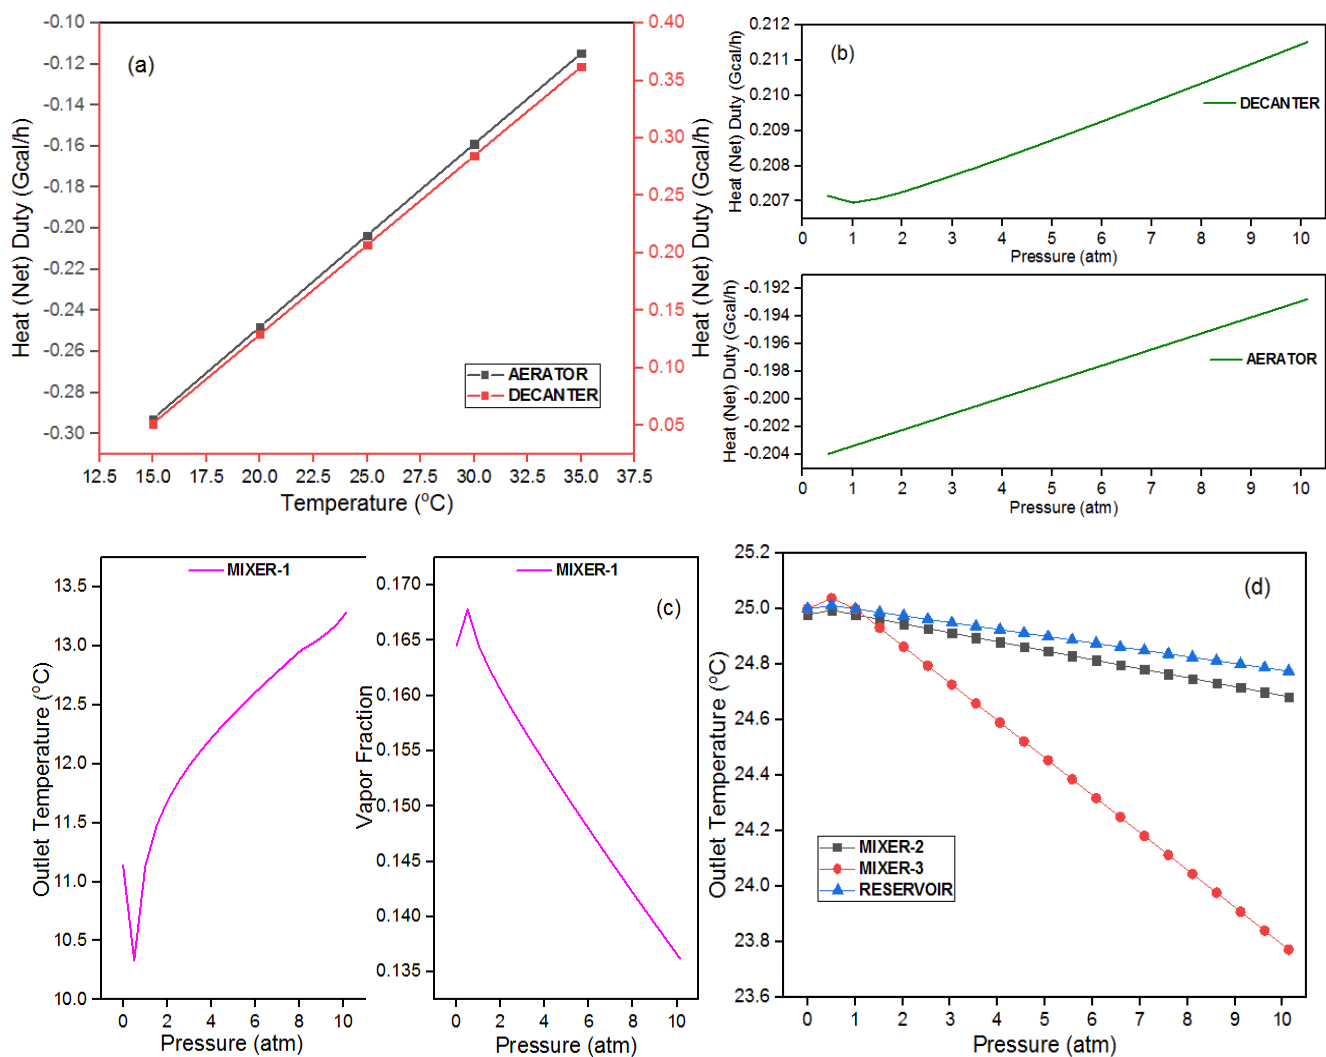 (a)
Heat (Net) Duty (Gcal/h)
-0.10
-0.12
-0.14
-0.16
-0.18
-0.20
-0.22
-0.24
-0.26
-0.28
-0.30
0.40
0.35
0.30
0.25
0.20
0.15
0.10
0.05
Heat (Net) Duty (Gcal/h)
AERATOR
DECANTER
12.5 15.0 17.5 20.0 22.5 25.0 27.5 30.0 32.5 35.0 37.5
Temperature (°C)
(b)
Heat (Net) Duty (Gcal/h)
0.212
0.211
0.210
0.209
0.208
0.207
DECANTER
0 1 2 3 4 5 6 7 8 9 10
Pressure (atm)
Heat (Net) Duty (Gcal/h)
-0.192
-0.194
-0.196
-0.198
-0.200
-0.202
-0.204
AERATOR
0 1 2 3 4 5 6 7 8 9 10
Pressure (atm)
MIXER-1
Outlet Temperature (°C)
13.5
13.0
12.5
12.0
11.5
11.0
10.5
10.0
0 2 4 6 8 10
Pressure (atm)
MIXER-1
(c)
Vapor Fraction
0.170
0.165
0.160
0.155
0.150
0.145
0.140
0.135
0 2 4 6 8 10
Pressure (atm)
(d)
Outlet Temperature (°C)
25.2
25.0
24.8
24.6
24.4
24.2
24.0
23.8
23.6
MIXER-2
MIXER-3
RESERVOIR
0 1 2 3 4 5 6 7 8 9 10
Pressure (atm)